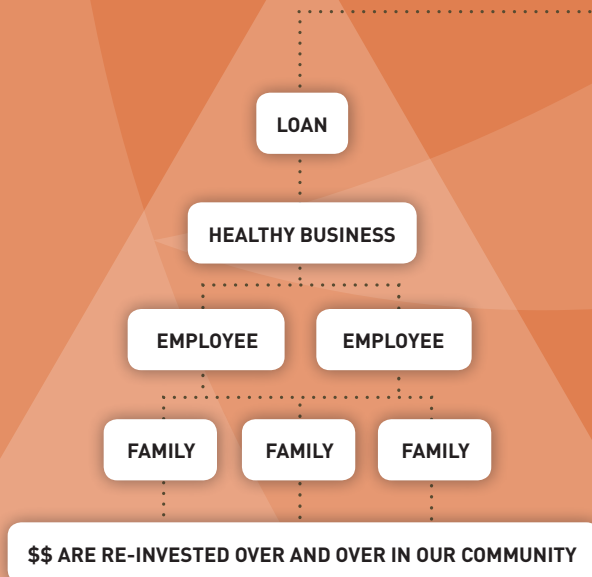 LOAN
HEALTHY BUSINESS
EMPLOYEE EMPLOYEE
FAMILY FAMILY FAMILY
$$ ARE RE-INVESTED OVER AND OVER IN OUR COMMUNITY